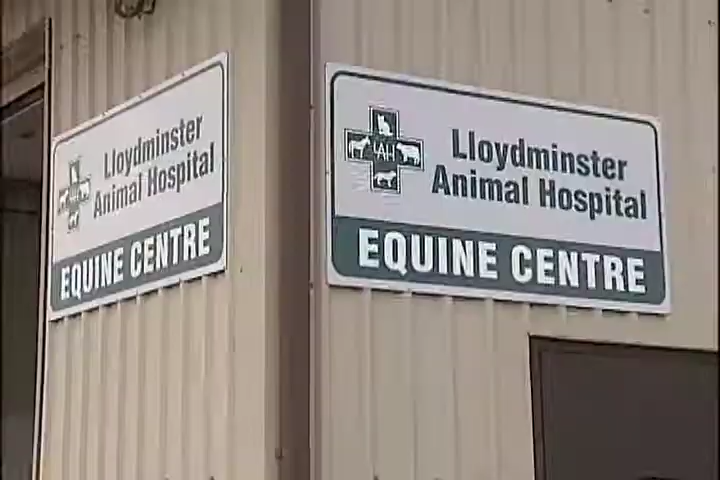 Lloydminster
Animal Hospital
EQUINE CENTRE
LAH
Lloydminster
Animal Hospital
EQUINE CENTRE